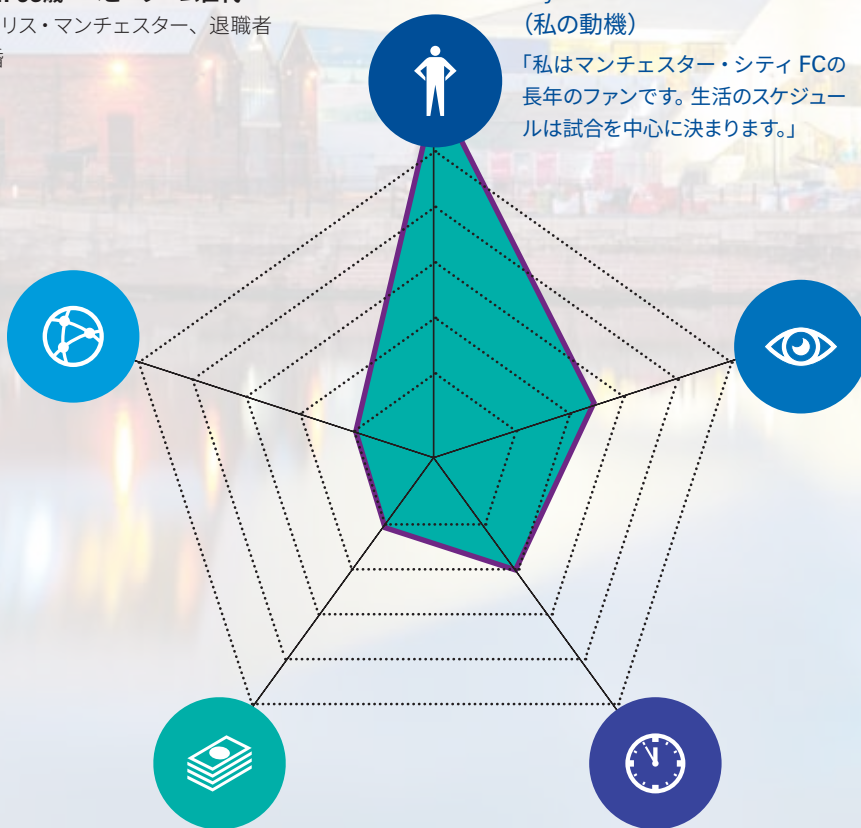 リス・マンチェスター、退職者
（私の動機）
「私はマンチェスター・シティ FCの
長年のファンです。生活のスケジュー
ルは試合を中心に決まります。」